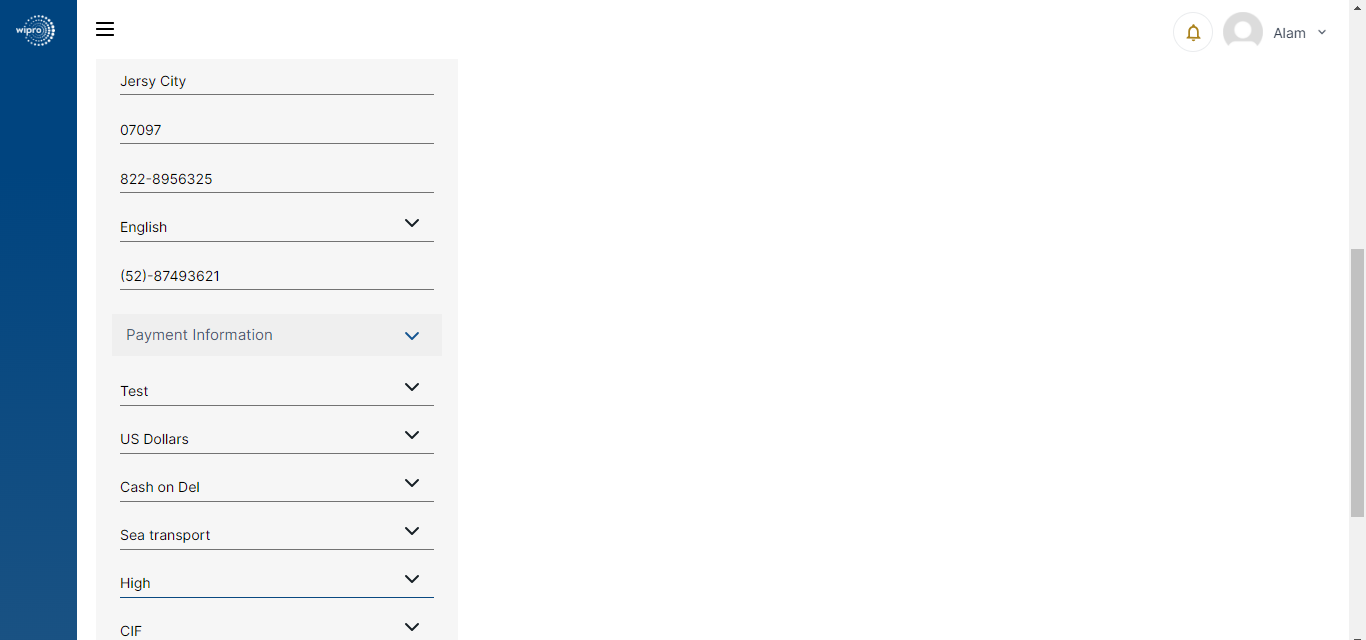 wipro
Alam
Jersy City
07097
822-8956325
English
(52)-87493621
Payment Information
Test
US Dollars
Cash on Del
Sea transport
High
CIF